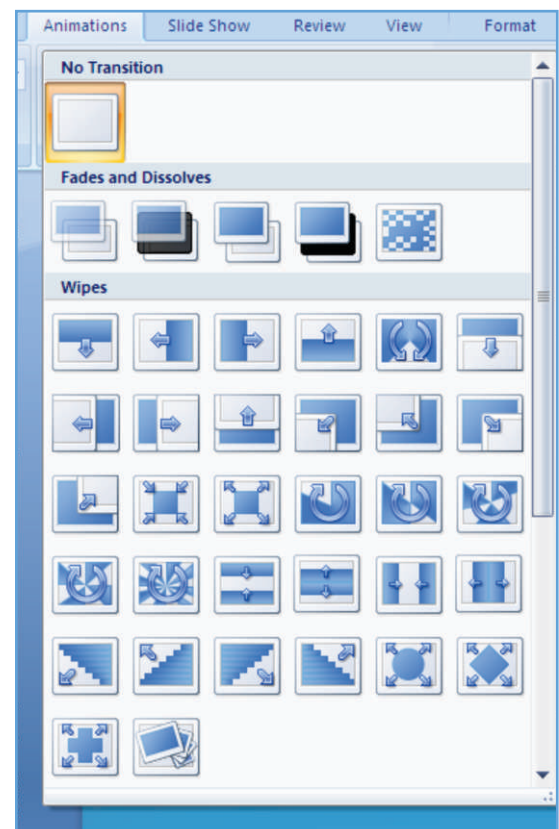 Animations Slide Show Review View Format
No Transition
Fades and Dissolves
Wipes